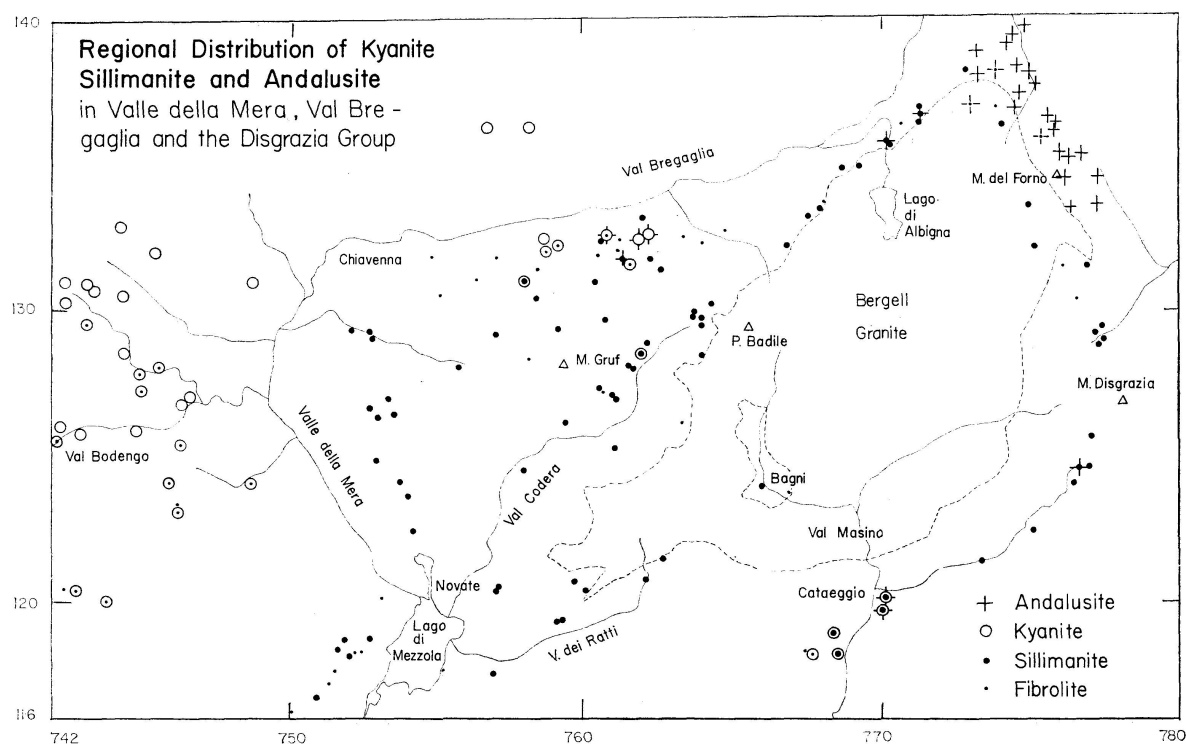 140
Regional Distribution of Kyanite
Sillimanite and Andalusite
in Valle della Mera, Val Bre-
gaglia and the Disgrazia Group
Val Bregaglia
M. del Forno
Lago
di
Albigna
Chiavenna
130
Bergell
Granite
P. Badile
M. Gruf
M. Disgrazia
Val Bodengo
Valle della Mera
Val Codera
Bagni
Val Masino
Novate
Cataeggio
120
Lago
di
Mezzola
V. dei Ratti
Andalusite
Kyanite
Sillimanite
Fibrolite
116
742
750
760
770
780